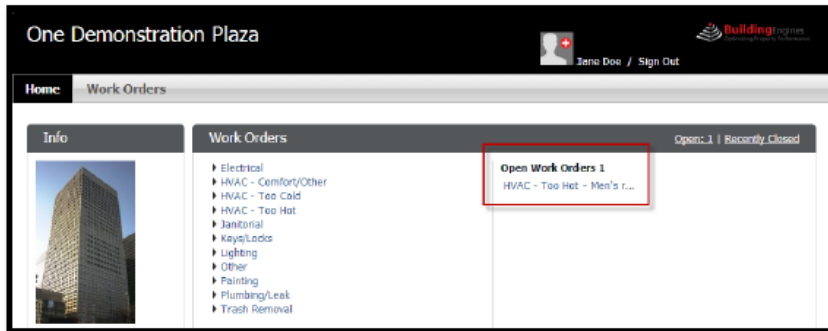 One Demonstration Plaza
BuildingEngines
Jane Doe / Sign Out
Home Work Orders
Info
Work Orders
Open: 1 | Recently Closed
Electrical
HVAC - Comfort/Other
HVAC - Too Cold
HVAC - Too Hot
Janitorial
Keys/Locks
Lighting
Other
Painting
Plumbing/Leak
Trash Removal
Open Work Orders 1
HVAC - Too Hot - Men's r...